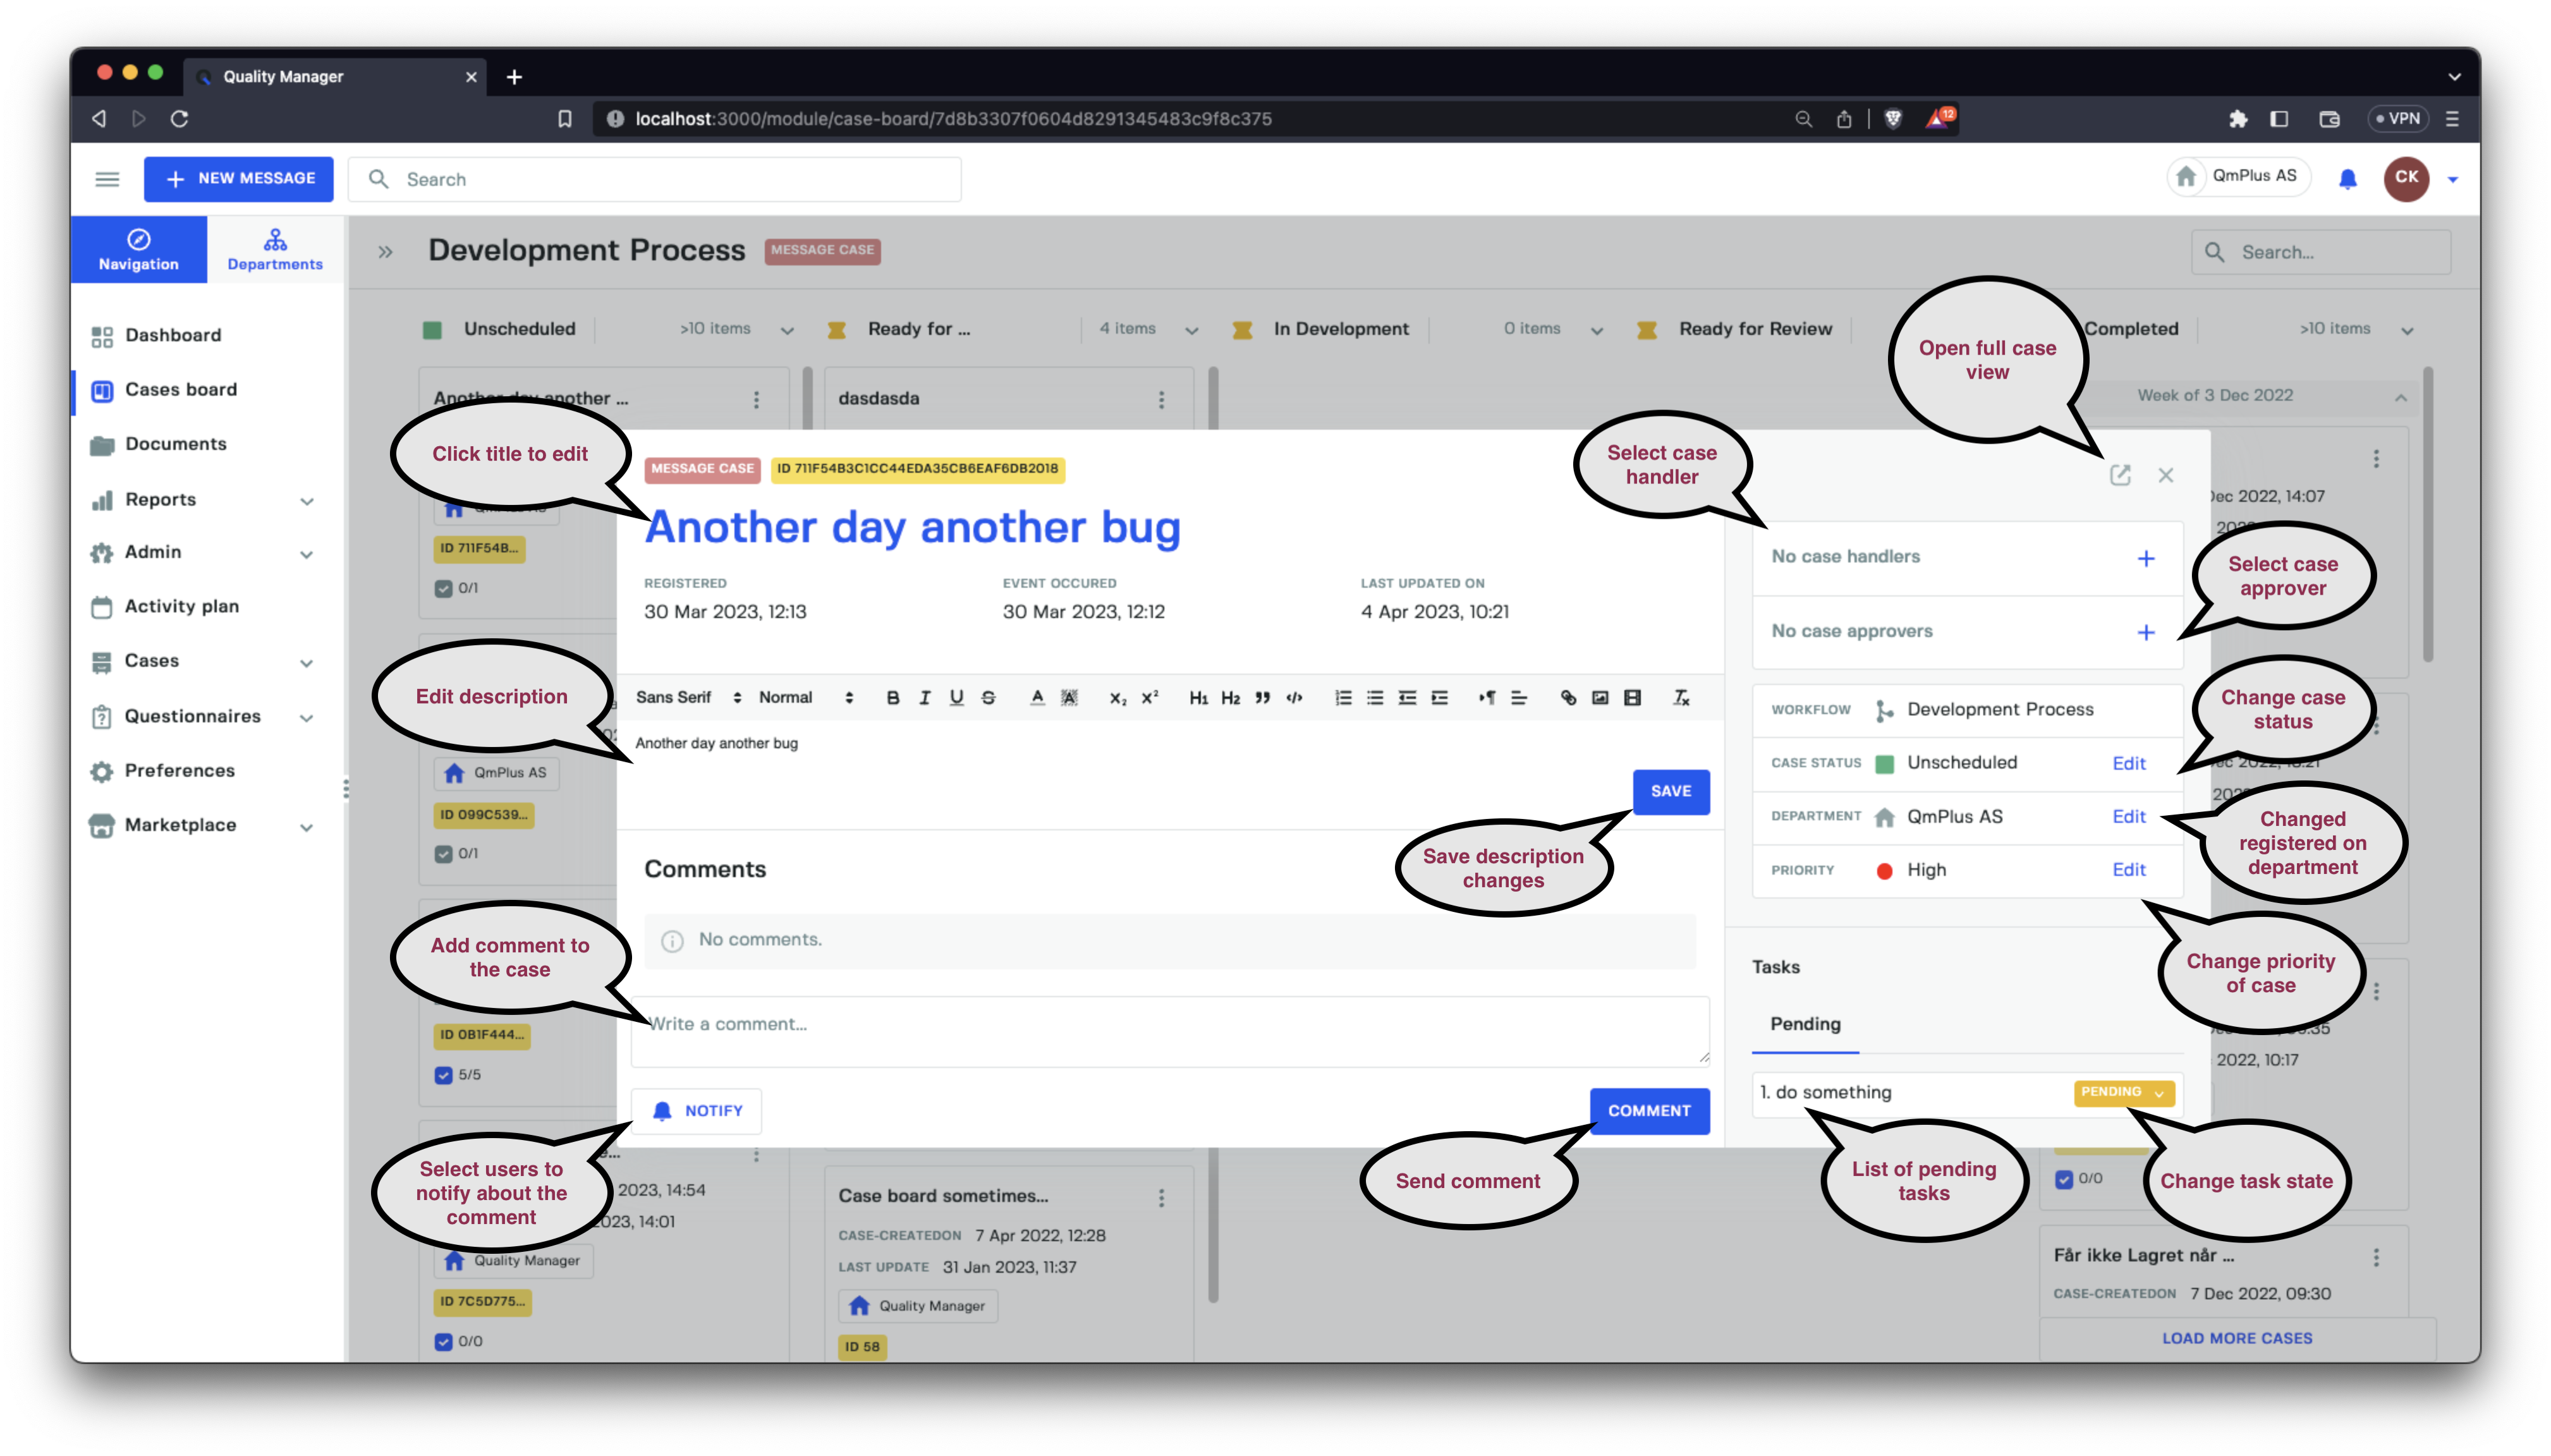 Quality Manager
localhost:3000/module/case-board/7d8b3307f0604d8291345483c9f8c375
12
VPN
NEW MESSAGE
Search
QmPlus AS
CK
Navigation
Departments
Development Process
MESSAGE CASE
Search...
Dashboard
Cases board
Documents
Reports
Admin
Activity plan
Cases
Questionnaires
Preferences
Marketplace
Unscheduled
>10 items
Ready for ...
4 items
In Development
0 items
Ready for Review
Completed
>10 items
Another day another ...
dasdasda
Week of 3 Dec 2022
Open full case
view
Click title to edit
MESSAGE CASE
ID 711F54B3C1CC44EDA35CB6EAF6DB2018
Select case
handler
Dec 2022, 14:07
ID 711F54B...
0/1
Another day another bug
REGISTERED
30 Mar 2023, 12:13
EVENT OCCURED
30 Mar 2023, 12:12
LAST UPDATED ON
4 Apr 2023, 10:21
No case handlers
Select case
approver
No case approvers
Edit description
Sans Serif
Normal
B I U S
H1 H2
Another day another bug
SAVE
Save description
changes
WORKFLOW
Development Process
CASE STATUS
Unscheduled
Edit
Change case
status
DEPARTMENT
QmPlus AS
Edit
Changed
registered on
department
PRIORITY
High
Edit
Change priority
of case
QmPlus AS
ID 099C539...
0/1
Comments
No comments.
Add comment to
the case
Write a comment...
NOTIFY
COMMENT
Select users to
notify about the
comment
Send comment
Tasks
Pending
1. do something
PENDING
List of pending
tasks
Change task state
ID 0B1F444...
5/5
2022, 10:17
0/0
2023, 14:54
2023, 14:01
Quality Manager
ID 7C5D775...
0/0
Case board sometimes...
CASE-CREATEDON 7 Apr 2022, 12:28
LAST UPDATE 31 Jan 2023, 11:37
Quality Manager
ID 58
Får ikke Lagret når ...
CASE-CREATEDON 7 Dec 2022, 09:30
LOAD MORE CASES